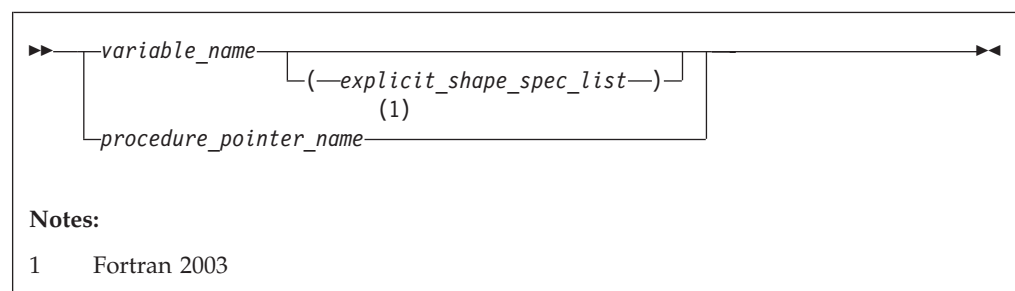 variable_name
(explicit_shape_spec_list)
(1)
procedure_pointer_name
Notes:
1 Fortran 2003